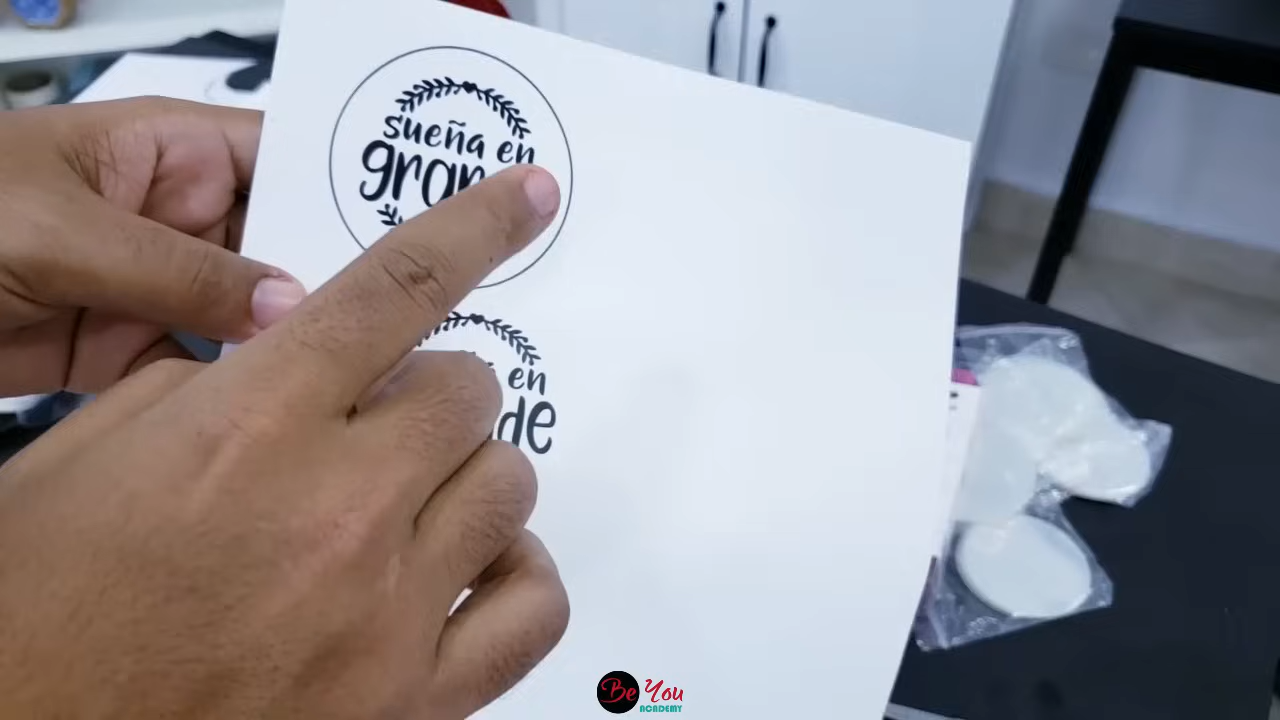 sueña en
gran
en
de
Be You
ACADEMY